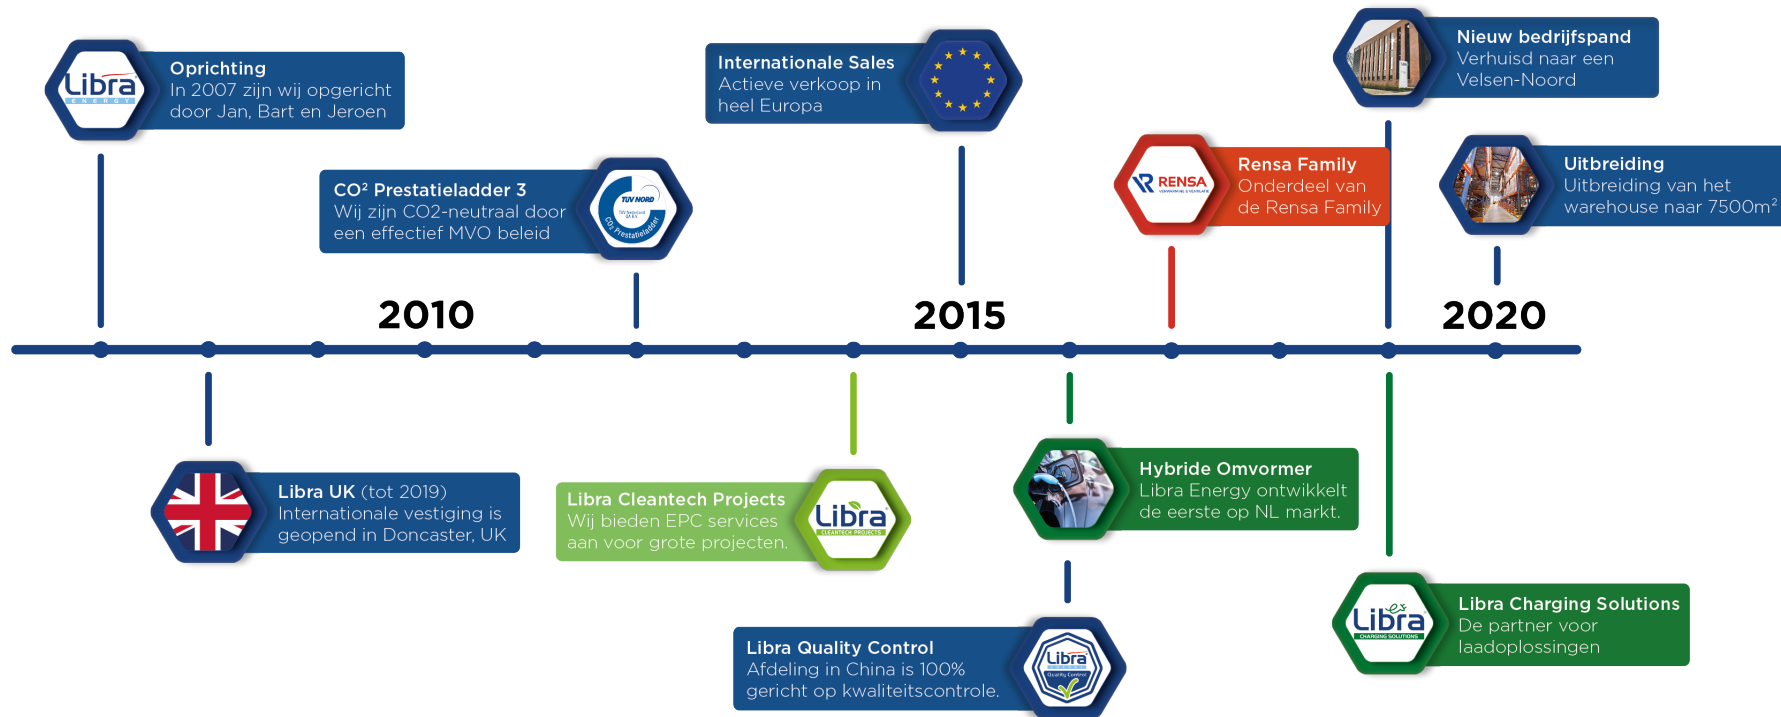 Libra
ENERGY
Oprichting
In 2007 zijn wij opgericht
door Jan, Bart en Jeroen
CO² Prestatieladder 3
Wij zijn CO2-neutraal door
een effectief MVO beleid
TUV NORD
TÜV Nederland
QA B.V.
CO₂ Prestatieladder
Internationale Sales
Actieve verkoop in
heel Europa
RENSA
Rensa Family
Onderdeel van
de Rensa Family
Nieuw bedrijfspand
Verhuisd naar een
Velsen-Noord
Uitbreiding
Uitbreiding van het
warehouse naar 7500m²
2010
2015
2020
Libra UK (tot 2019)
Internationale vestiging is
geopend in Doncaster, UK
Libra Cleantech Projects
Wij bieden EPC services
aan voor grote projecten.
Libra
CLEANTECH PROJECTS
Hybride Omvormer
Libra Energy ontwikkelt
de eerste op NL markt.
Libra Quality Control
Afdeling in China is 100%
gericht op kwaliteitscontrole.
Libra
Quality Control
Libra
CHARGING SOLUTIONS
Libra Charging Solutions
De partner voor
laadoplossingen